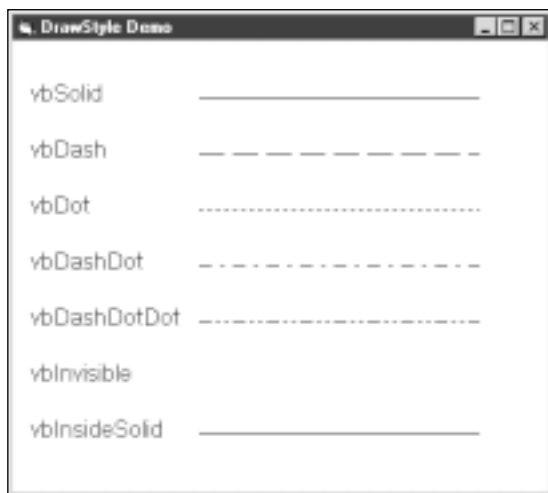 DrawStyle Demo
vbSolid
vbDash
vbDot
vbDashDot
vbDashDotDot
vbInvisible
vbInsideSolid